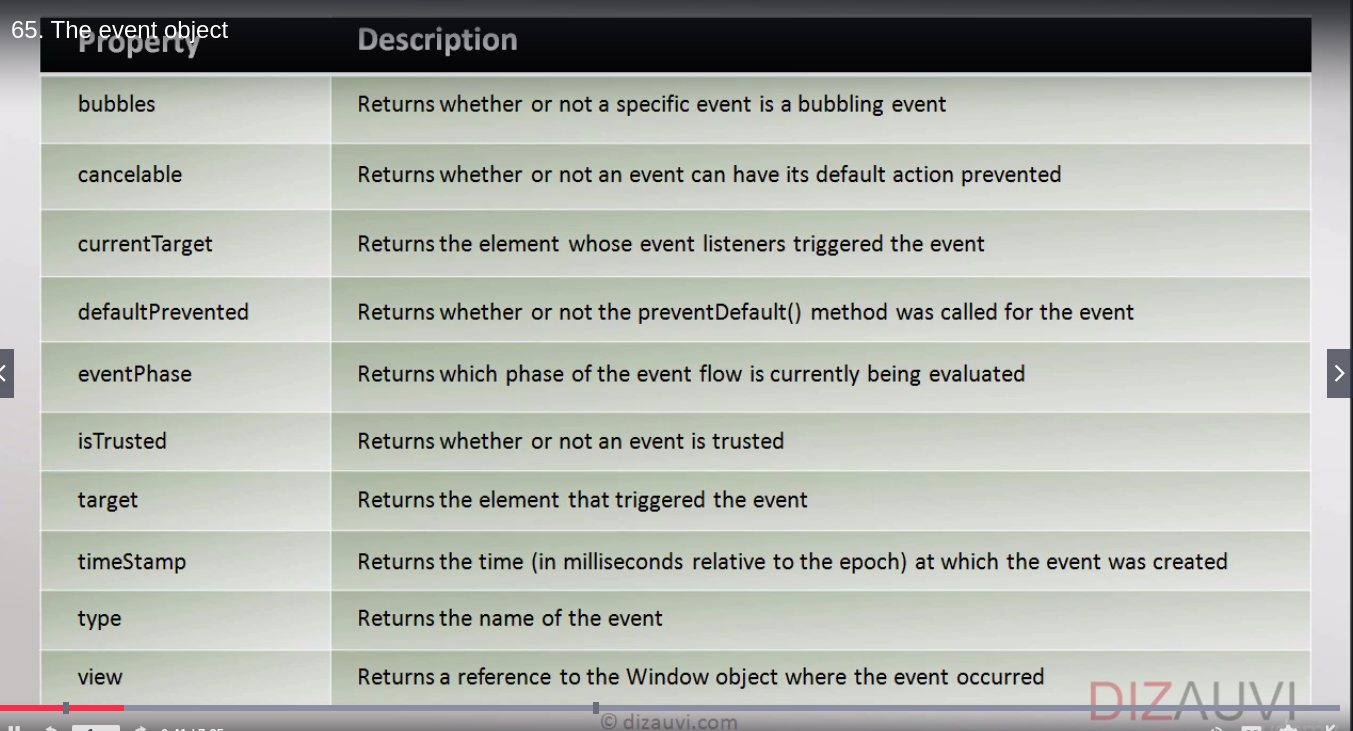 65. The event object
Property Description
bubbles Returns whether or not a specific event is a bubbling event
cancelable Returns whether or not an event can have its default action prevented
currentTarget Returns the element whose event listeners triggered the event
defaultPrevented Returns whether or not the preventDefault() method was called for the event
eventPhase Returns which phase of the event flow is currently being evaluated
isTrusted Returns whether or not an event is trusted
target Returns the element that triggered the event
timeStamp Returns the time (in milliseconds relative to the epoch) at which the event was created
type Returns the name of the event
view Returns a reference to the Window object where the event occurred
DIZAUVI
© dizauvi.com